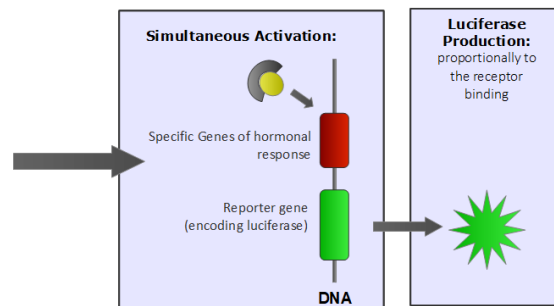 Simultaneous Activation:
Specific Genes of hormonal
response
Reporter gene
(encoding luciferase)
DNA
Luciferase
Production:
proportionally to
the receptor
binding